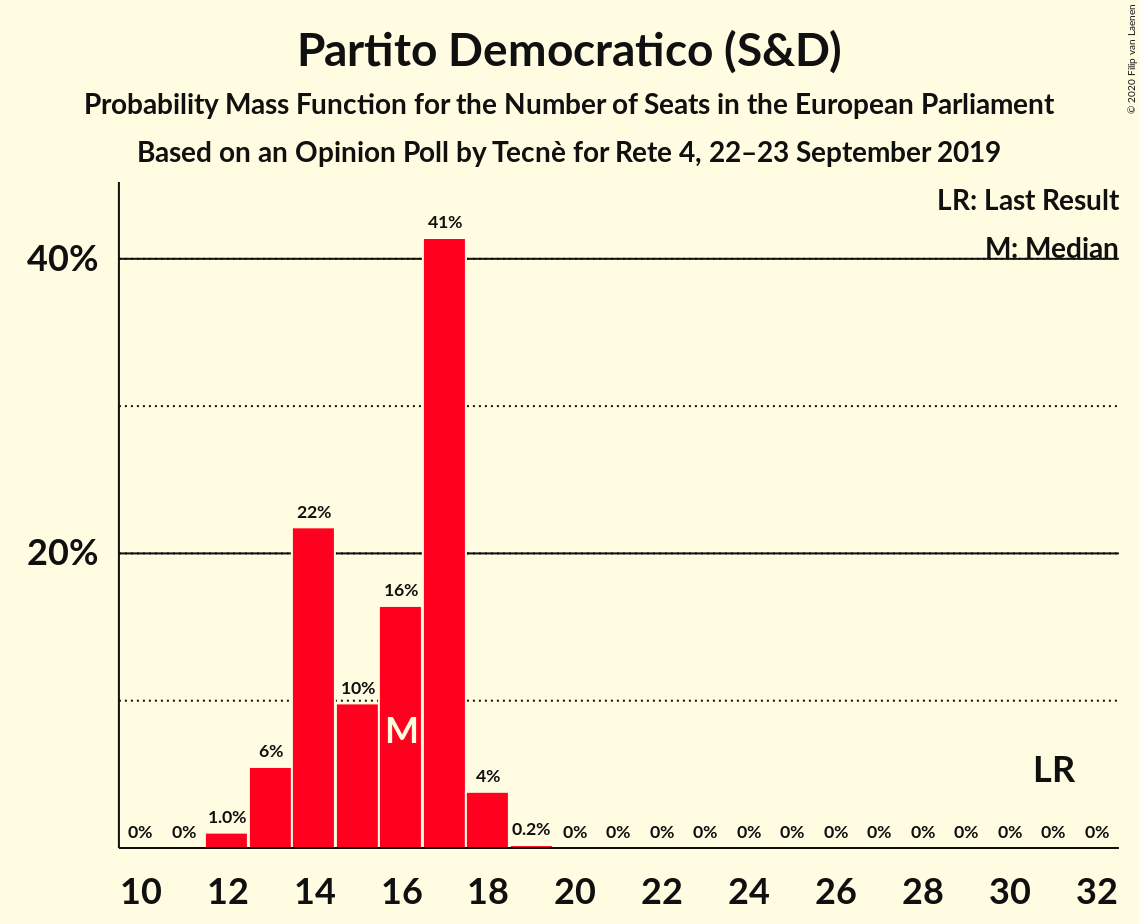 Partito Democratico (S&D)
Probability Mass Function for the Number of Seats in the European Parliament
Based on an Opinion Poll by Tecnè for Rete 4, 22–23 September 2019
© 2020 Filip van Laenen
LR: Last Result
M: Median
40%
20%
0% 0% 1.0% 6% 22% 10% 16% 41% 4% 0.2% 0% 0% 0% 0% 0% 0% 0% 0% 0% 0% 0% 0% 0%
M
LR
10 12 14 16 18 20 22 24 26 28 30 32